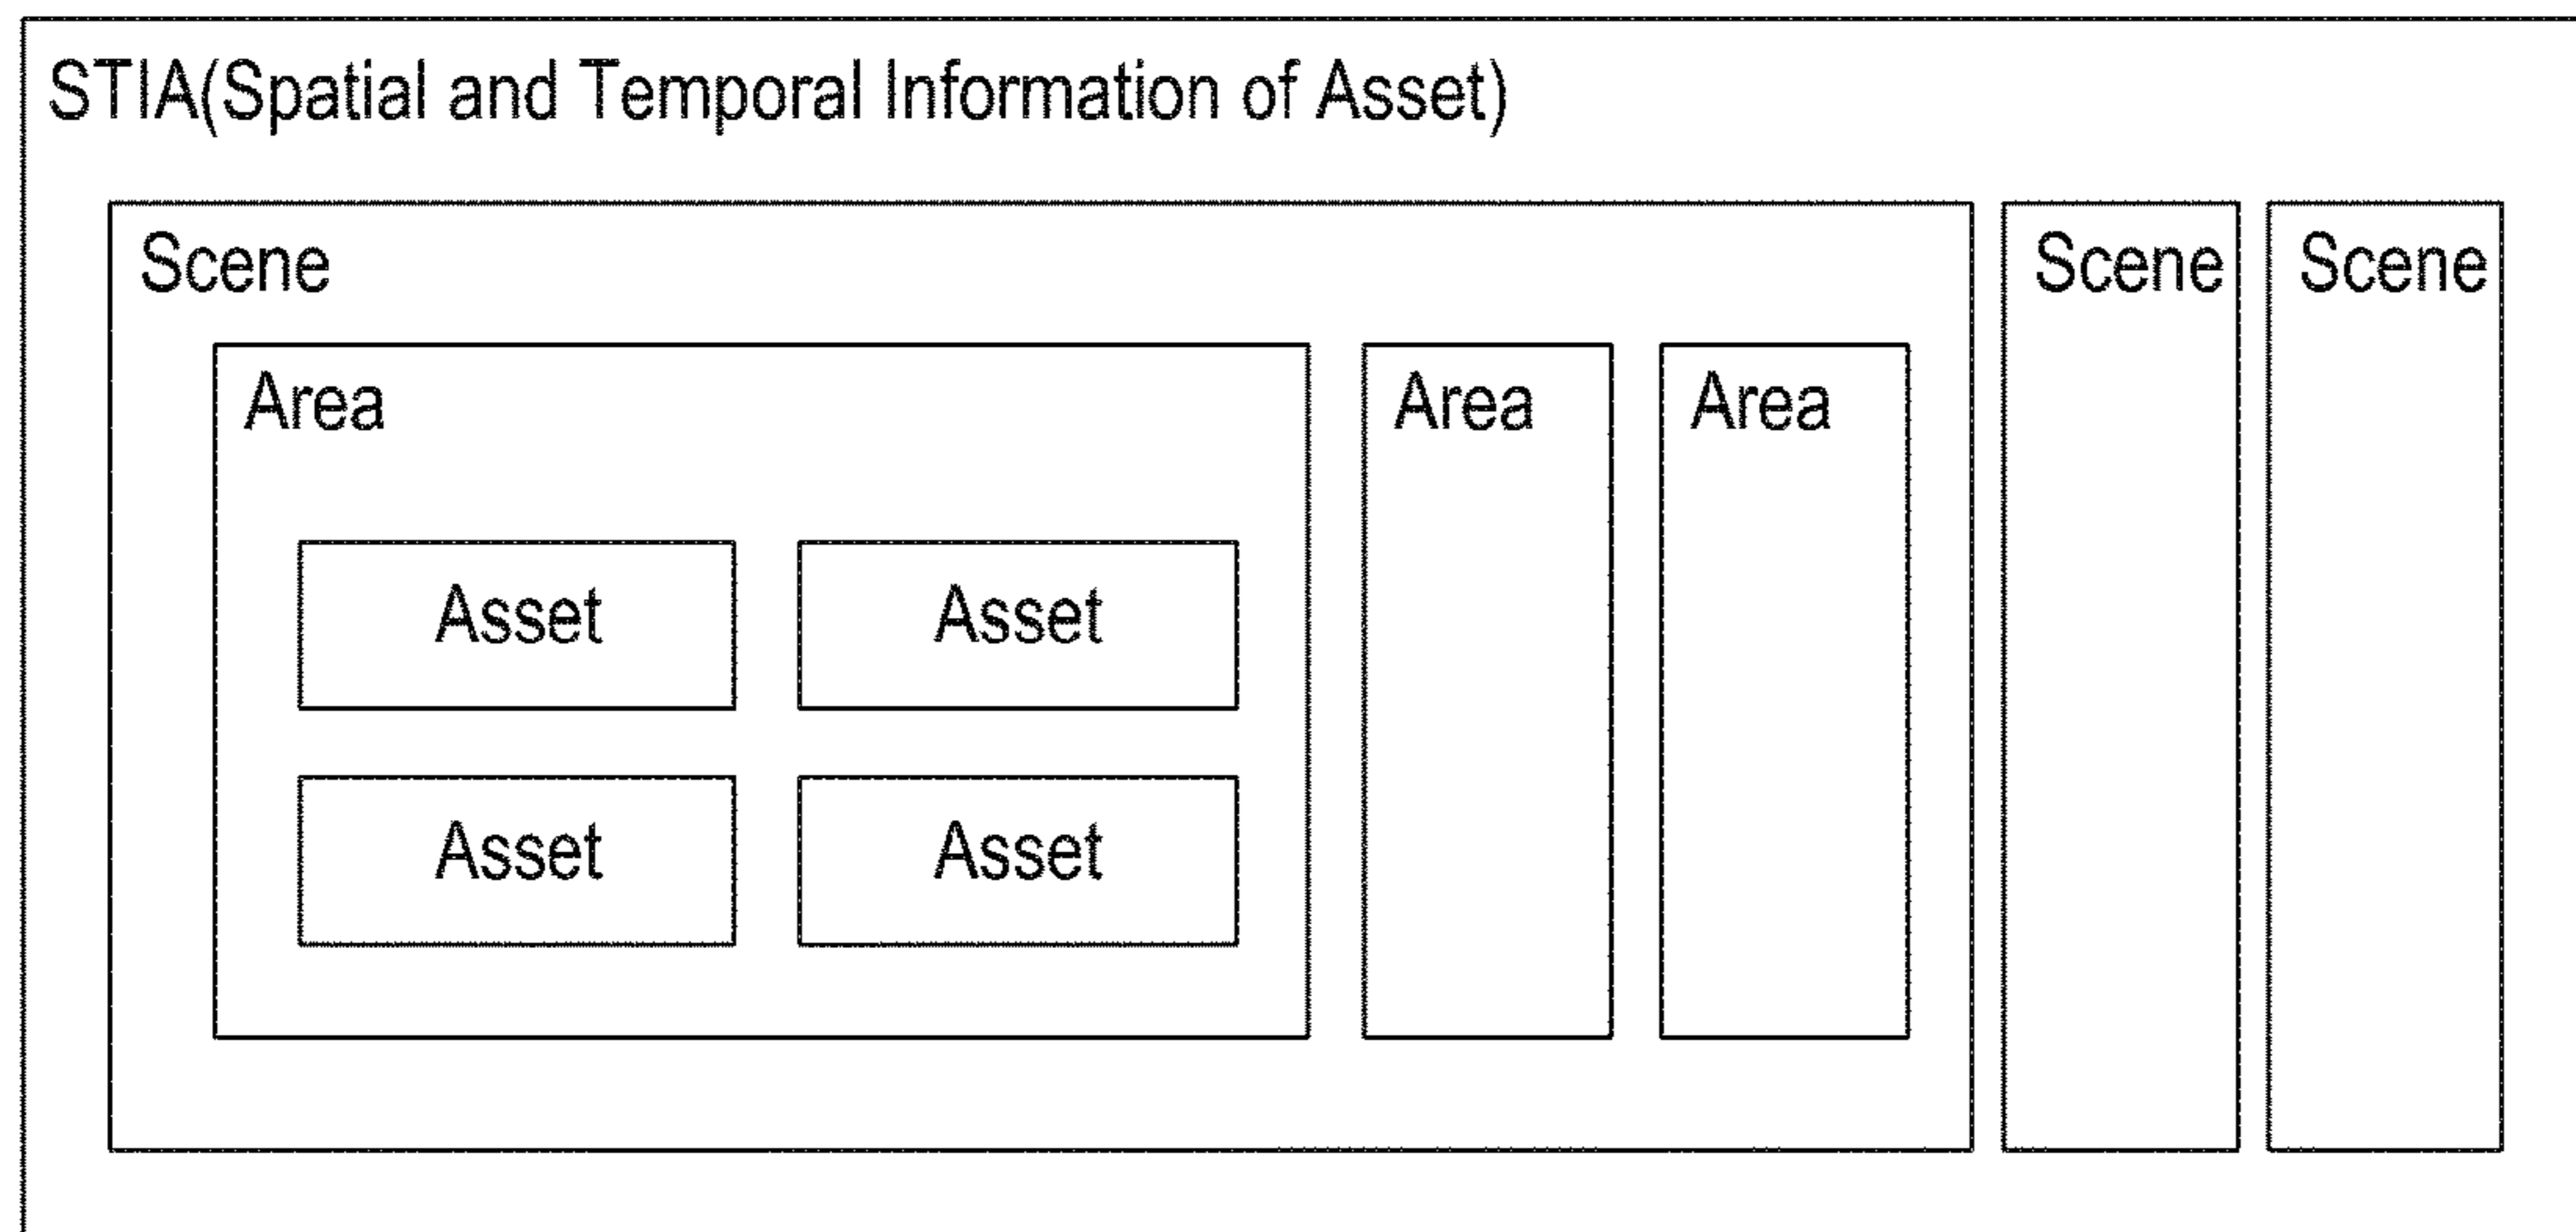 STIA(Spatial and Temporal Information of Asset)
Scene Scene Scene
Area Area Area
Asset Asset
Asset Asset